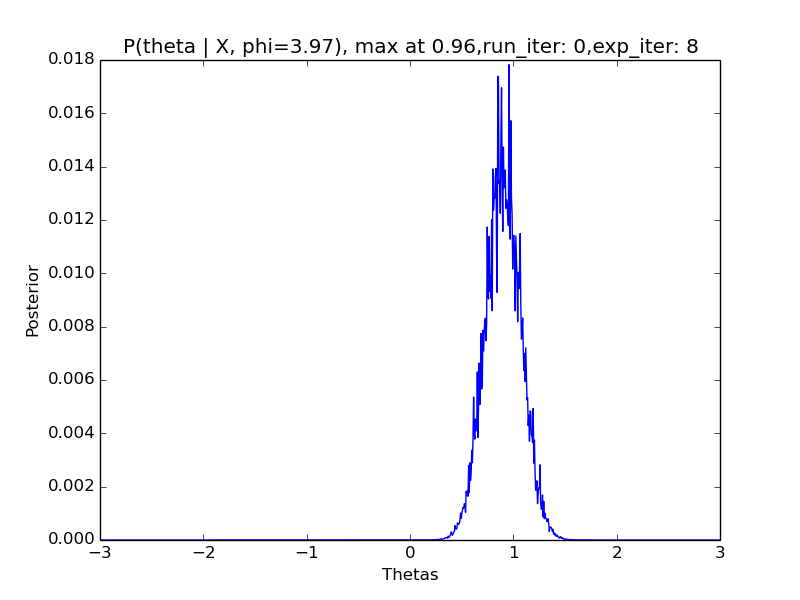 P(theta | X, phi=3.97), max at 0.96,run_iter: 0,exp_iter: 8
0.018
0.016
0.014
0.012
0.010
0.008
0.006
0.004
0.002
0.000
Posterior
−3 −2 −1 0 1 2 3
Thetas